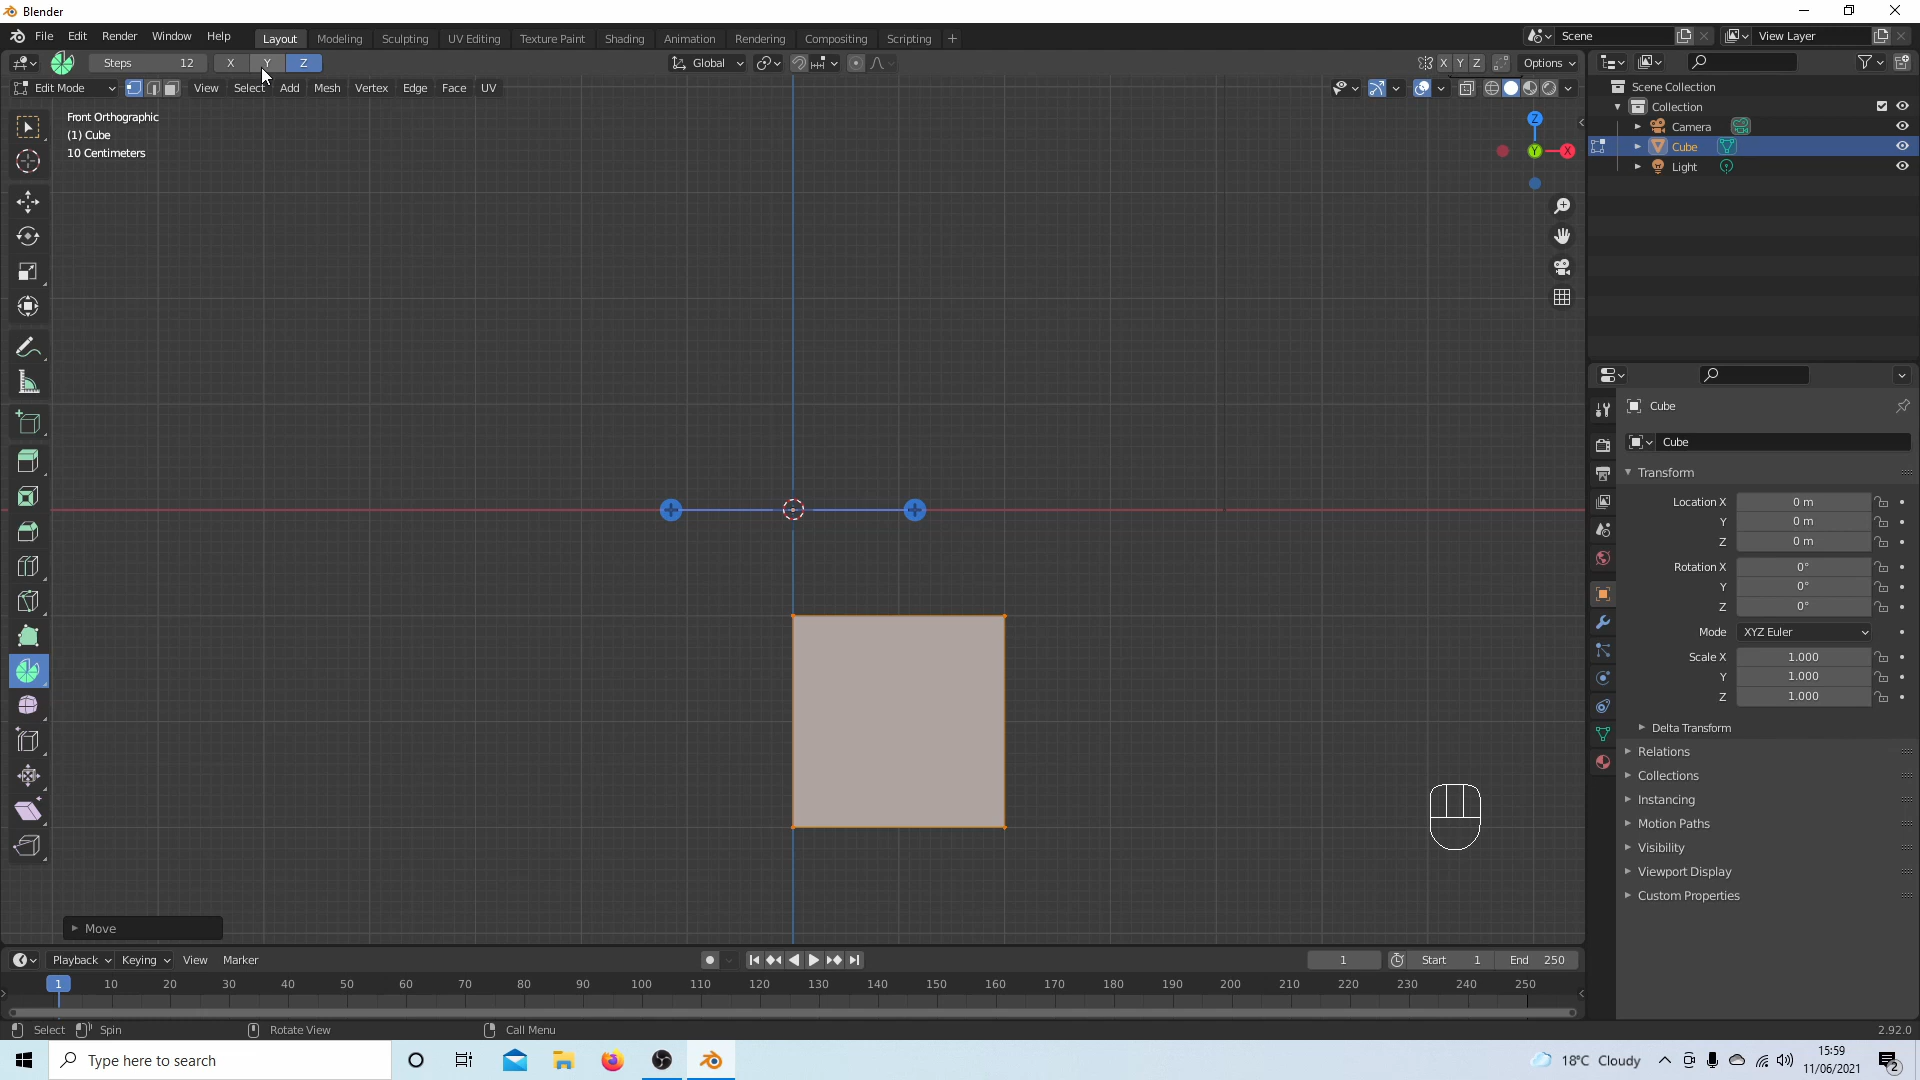 Blender
File Edit Render Window Help Layout Modeling Sculpting UV Editing Texture Paint Shading Animation Rendering Compositing Scripting + Scene View Layer
Steps 12 X Y Z Global X Y Z Options
Edit Mode View Select Add Mesh Vertex Edge Face UV
Front Orthographic
(1) Cube
10 Centimeters
Z
Y
X
Scene Collection
Collection
Camera
Cube
Light
Cube
Cube
Transform
Location X 0 m
Y 0 m
Z 0 m
Rotation X 0°
Y 0°
Z 0°
Mode XYZ Euler
Scale X 1.000
Y 1.000
Z 1.000
Delta Transform
Relations
Collections
Instancing
Motion Paths
Visibility
Viewport Display
Custom Properties
Move
Playback Keying View Marker 1 Start 1 End 250
1 10 20 30 40 50 60 70 80 90 100 110 120 130 140 150 160 170 180 190 200 210 220 230 240 250
Select Spin Rotate View Call Menu 2.92.0
Type here to search 18°C Cloudy 15:59
11/06/2021
2